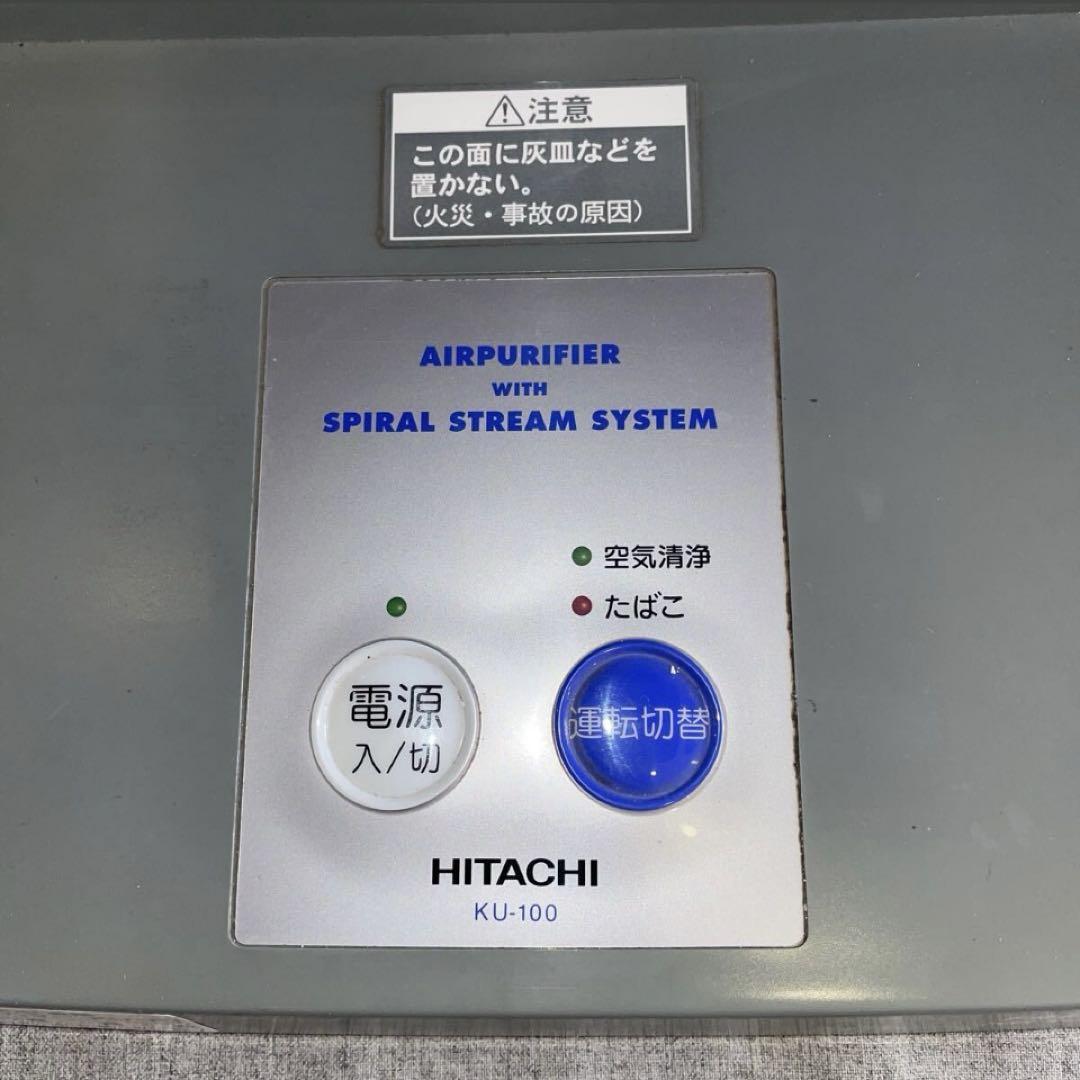 ⚠注意
この面に灰皿などを
置かない。
(火災・事故の原因)
AIRPURIFIER
WITH
SPIRAL STREAM SYSTEM
空気清浄
たばこ
電源
入/切
運転切替
HITACHI
KU-100